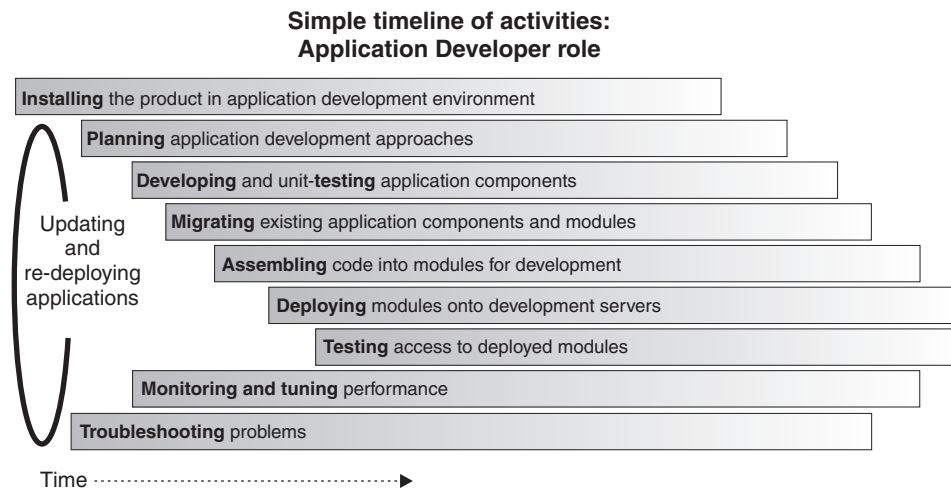 Simple timeline of activities:
Application Developer role
Installing the product in application development environment
Planning application development approaches
Developing and unit-testing application components
Migrating existing application components and modules
Assembling code into modules for development
Deploying modules onto development servers
Testing access to deployed modules
Monitoring and tuning performance
Troubleshooting problems
Updating
and
re-deploying
applications
Time